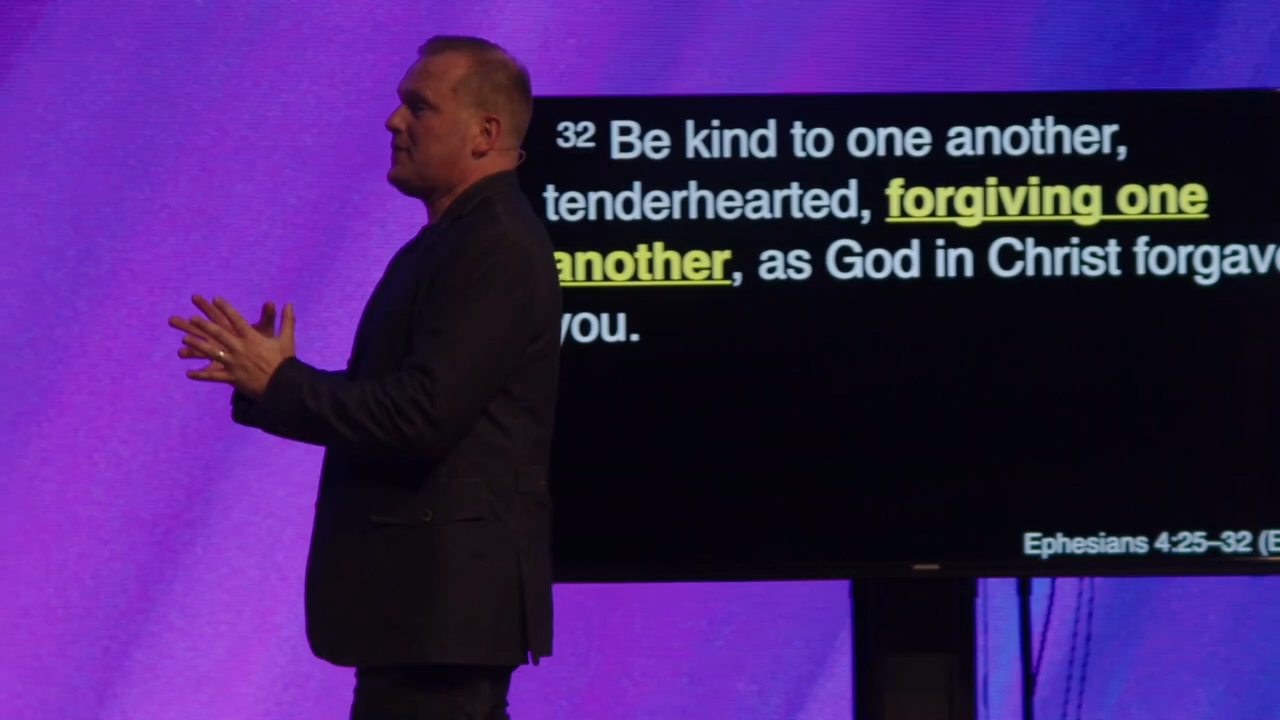 32 Be kind to one another,
tenderhearted, forgiving one
another, as God in Christ forgave
you.
Ephesians 4:25–32 (E